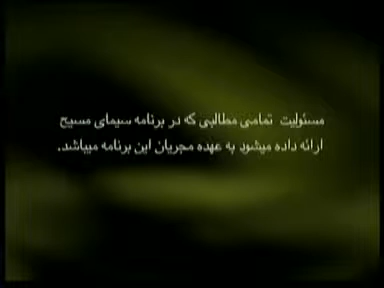 مسئولیت تمامی مطالبی که در برنامه سیمای مسیح
ارائه داده میشود به عهده مجریان این برنامه میباشد.